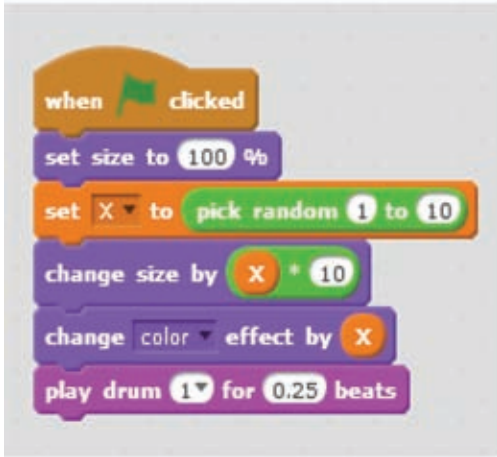 when clicked
set size to 100 %
set X to pick random 1 to 10
change size by X * 10
change color effect by X
play drum 1 for 0.25 beats